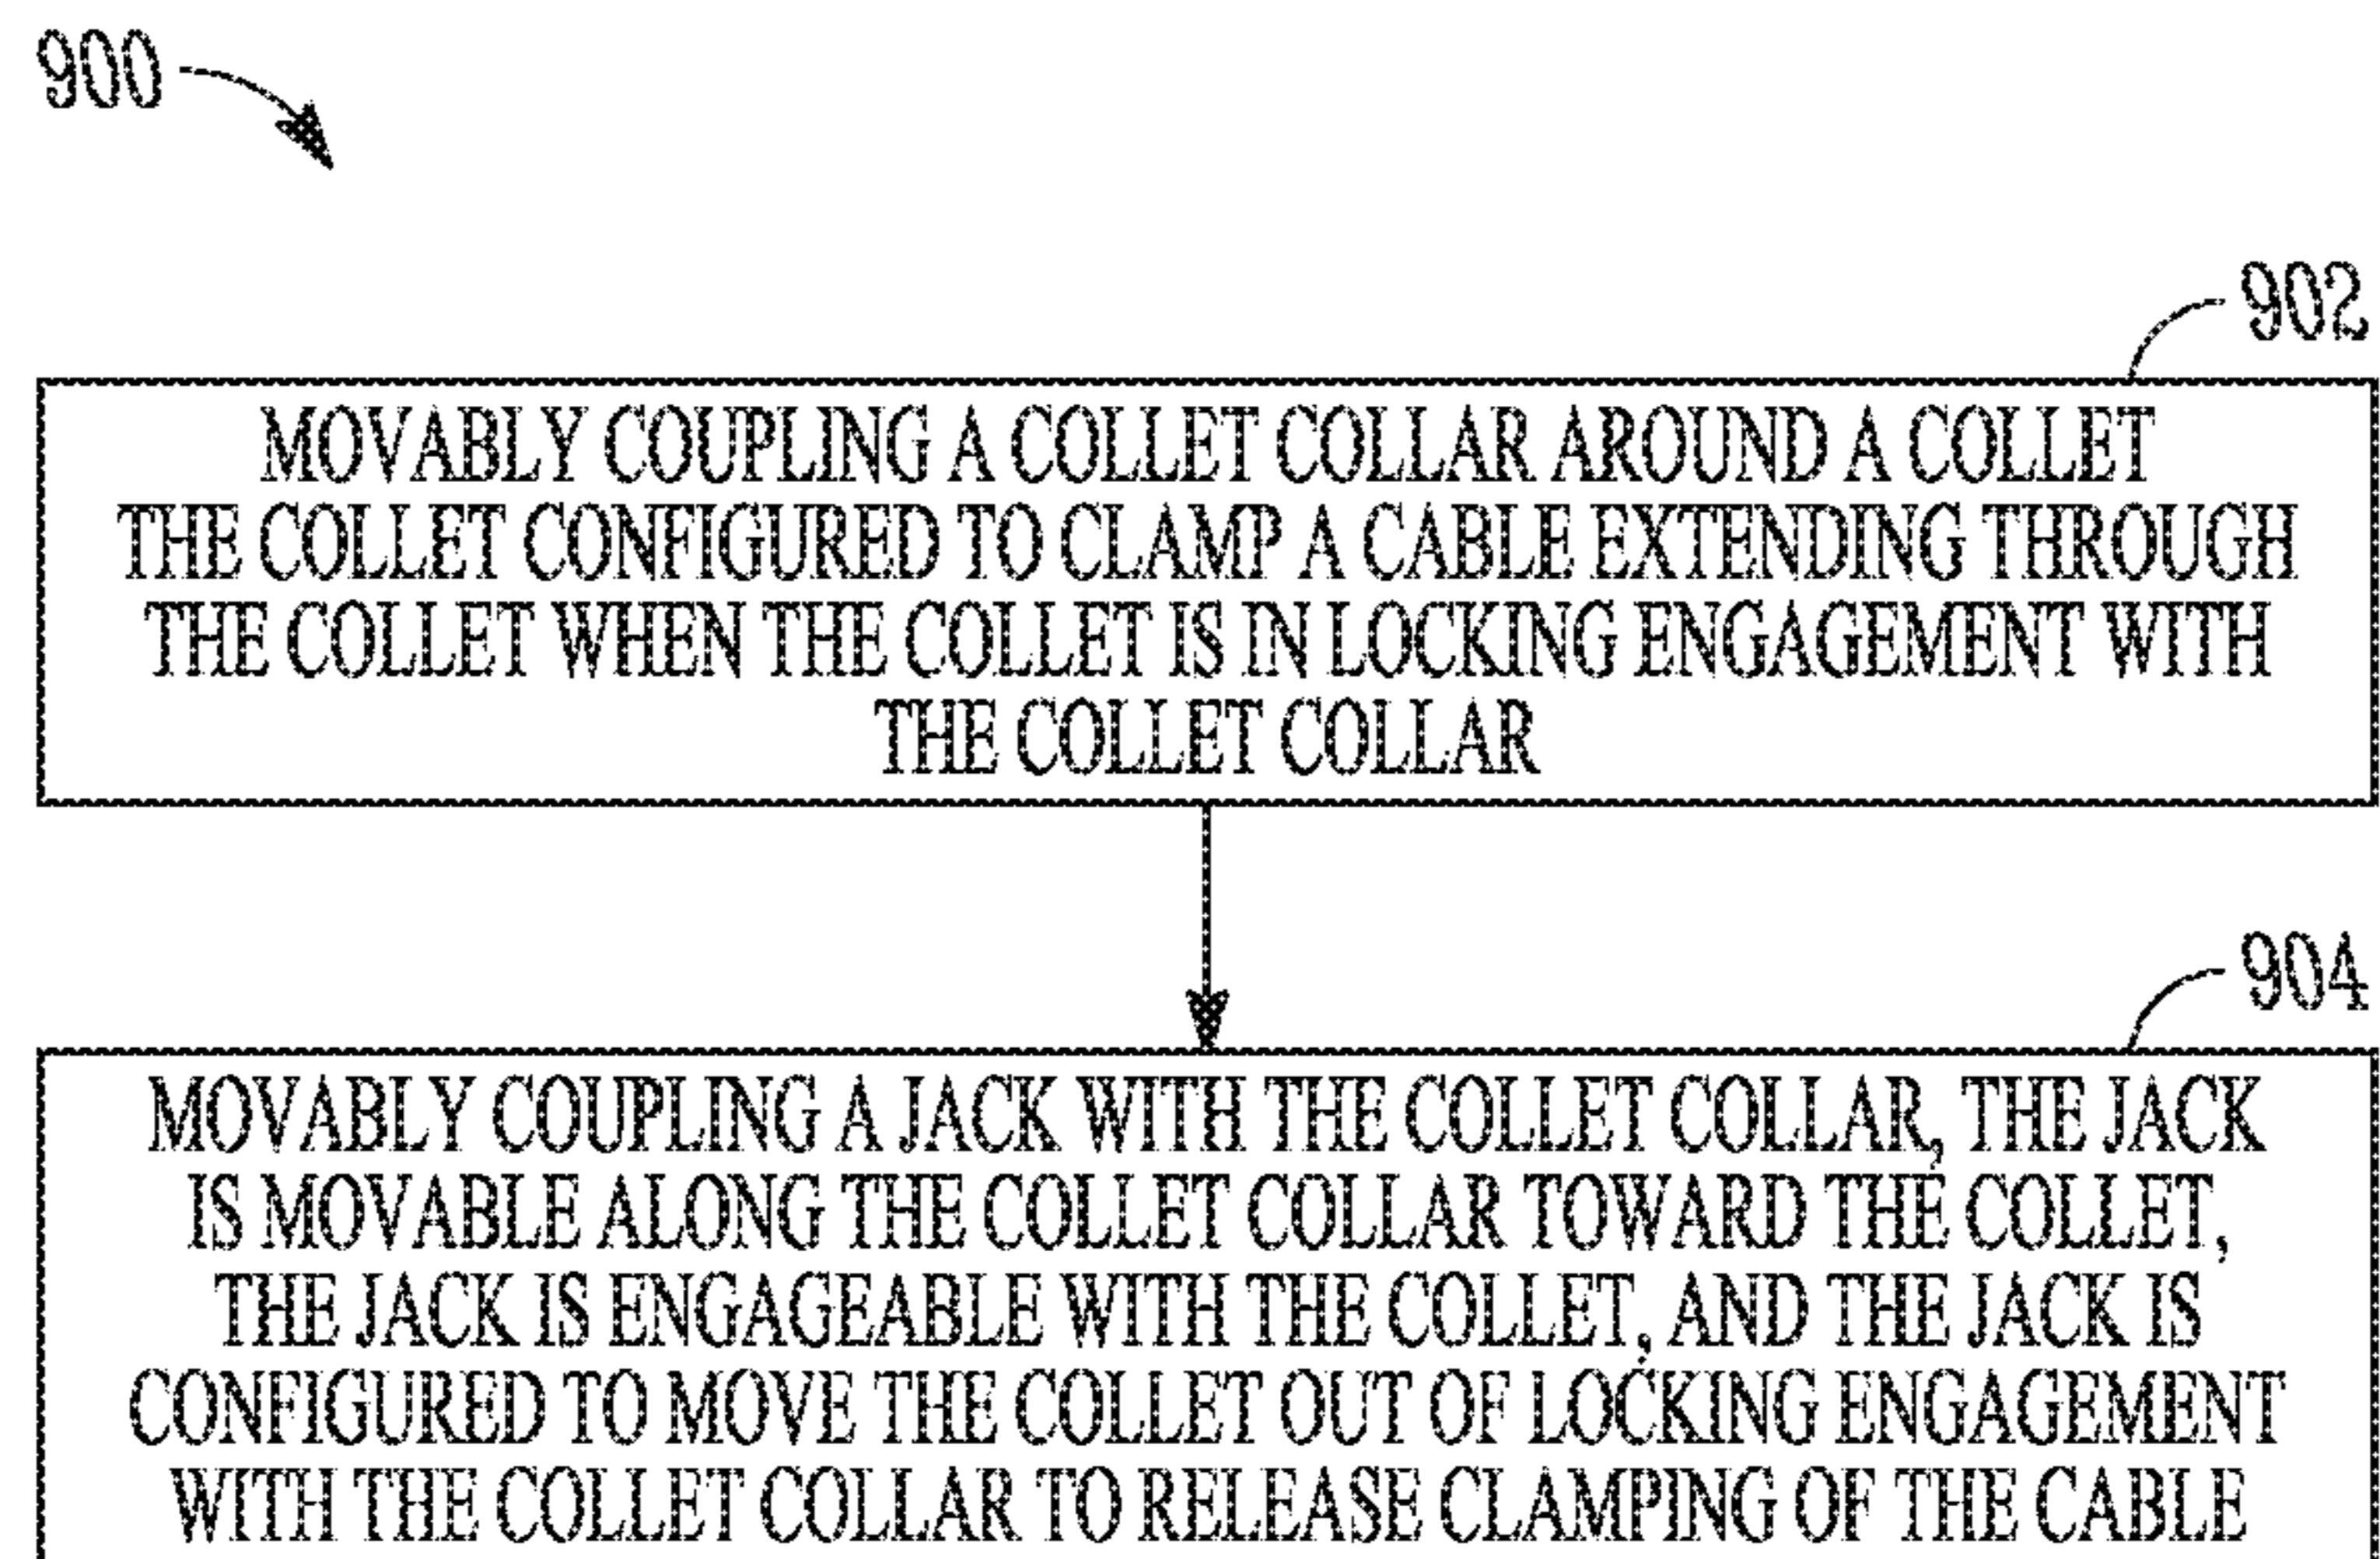 900
902
MOVABLY COUPLING A COLLET COLLAR AROUND A COLLET
THE COLLET CONFIGURED TO CLAMP A CABLE EXTENDING THROUGH
THE COLLET WHEN THE COLLET IS IN LOCKING ENGAGEMENT WITH
THE COLLET COLLAR
904
MOVABLY COUPLING A JACK WITH THE COLLET COLLAR, THE JACK
IS MOVABLE ALONG THE COLLET COLLAR TOWARD THE COLLET,
THE JACK IS ENGAGEABLE WITH THE COLLET, AND THE JACK IS
CONFIGURED TO MOVE THE COLLET OUT OF LOCKING ENGAGEMENT
WITH THE COLLET COLLAR TO RELEASE CLAMPING OF THE CABLE